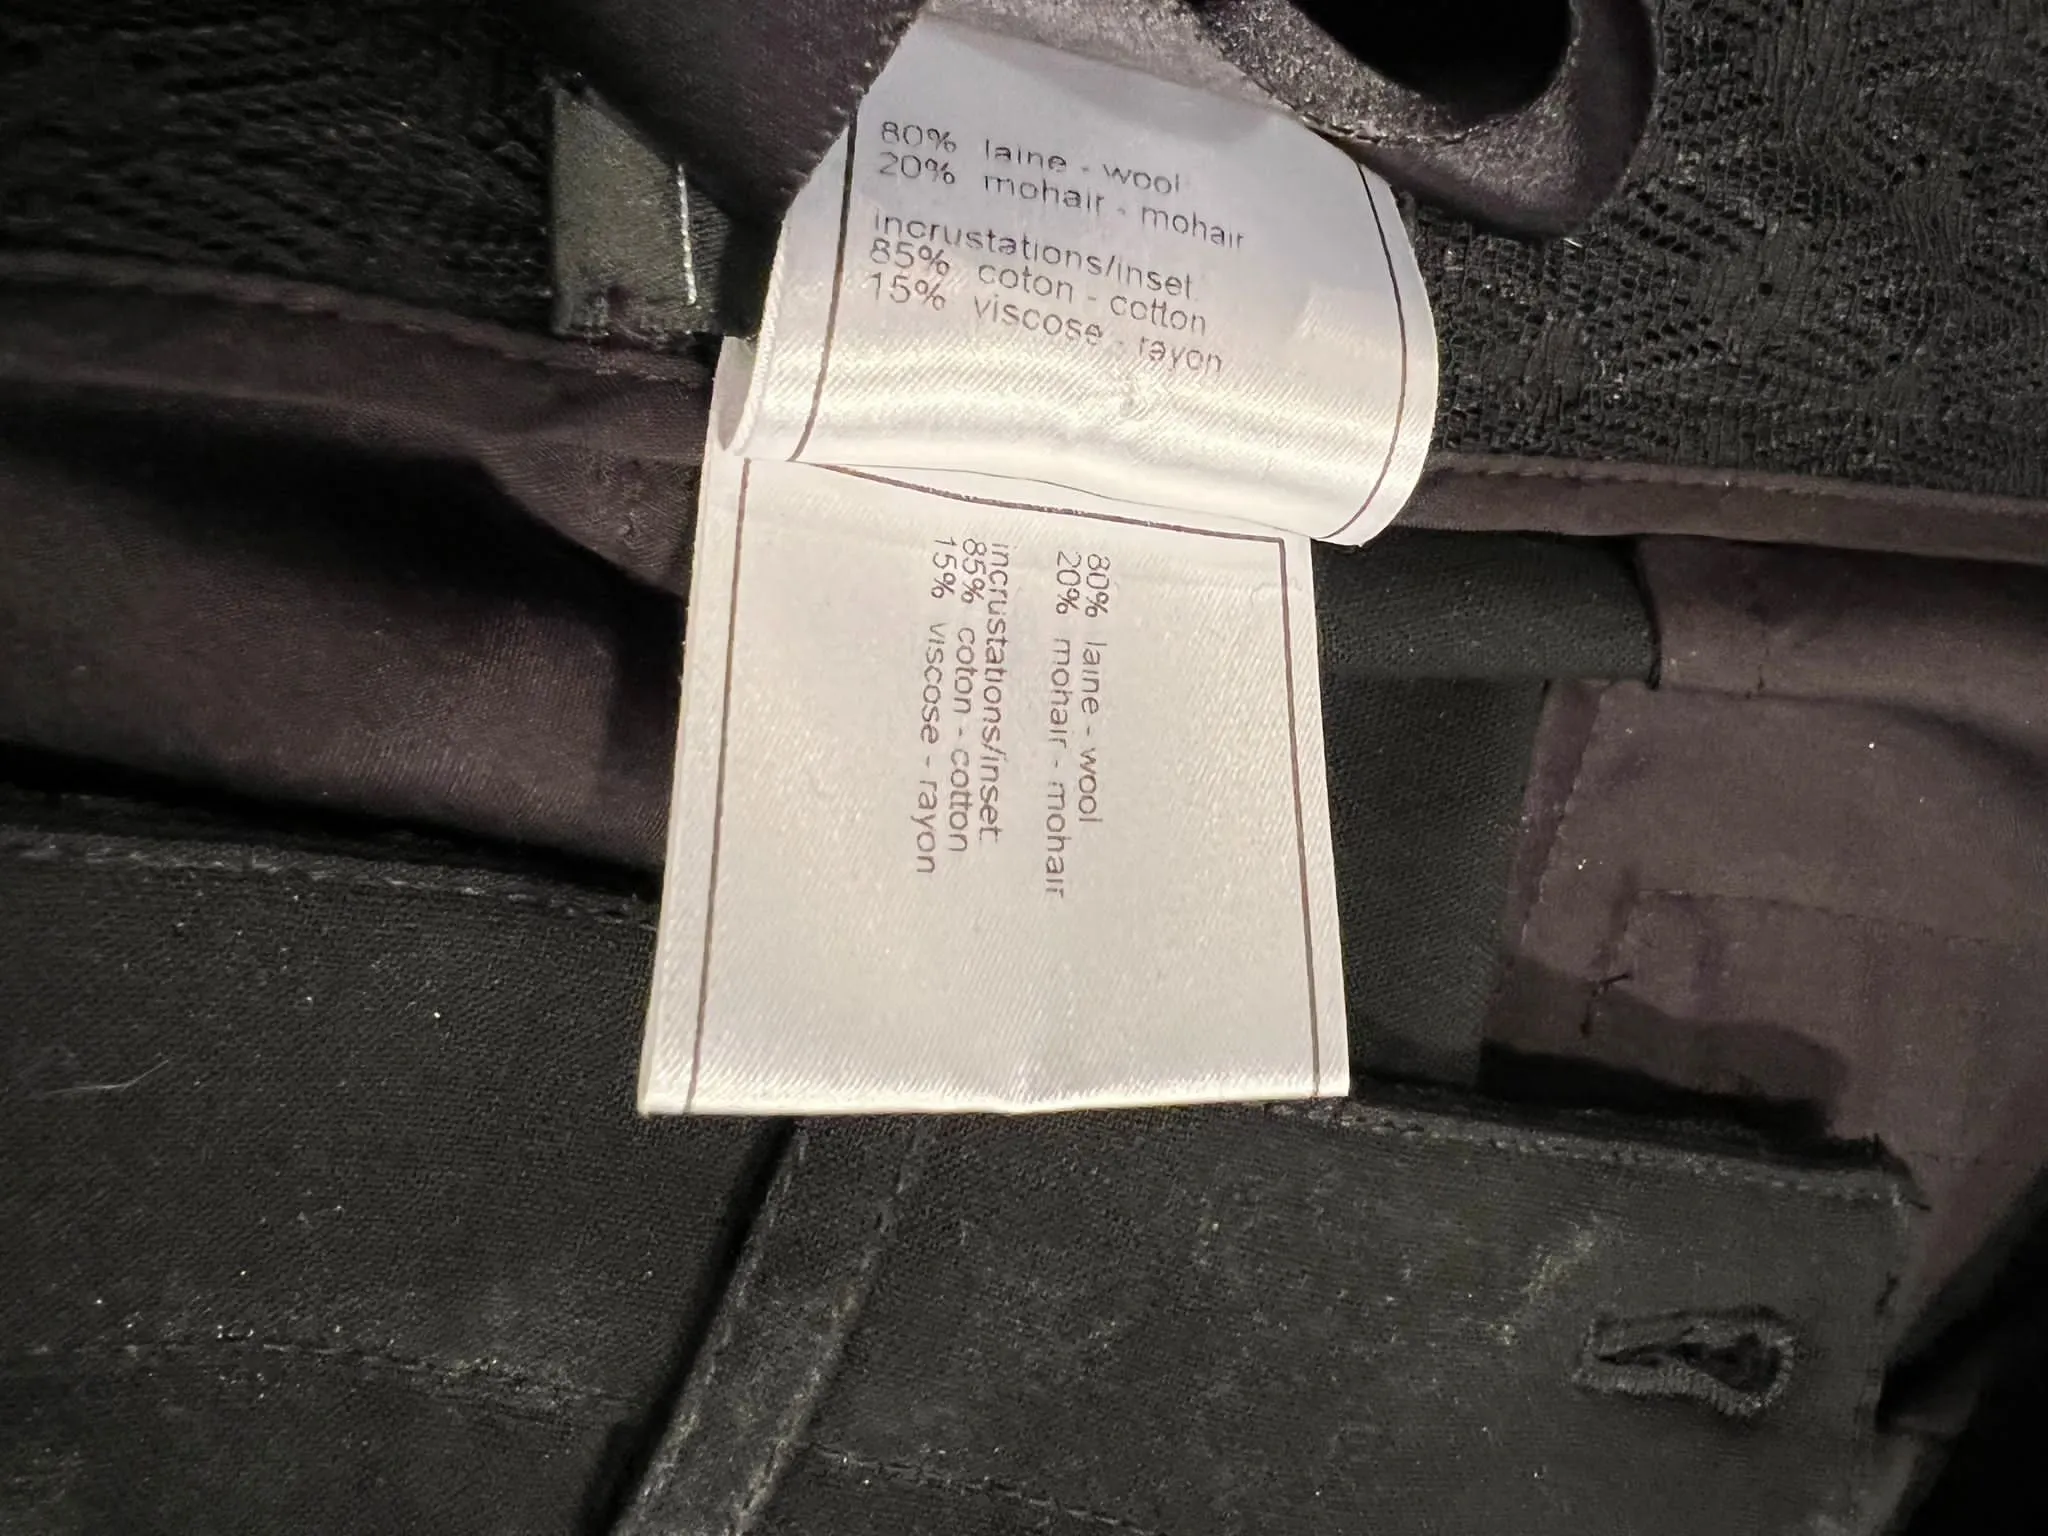 80% laine - wool
20% mohair - mohair
incrustations/inset
85% coton - cotton
15% viscose - rayon
80% laine - wool
20% mohair - mohair
incrustations/inset
85% coton - cotton
15% viscose - rayon